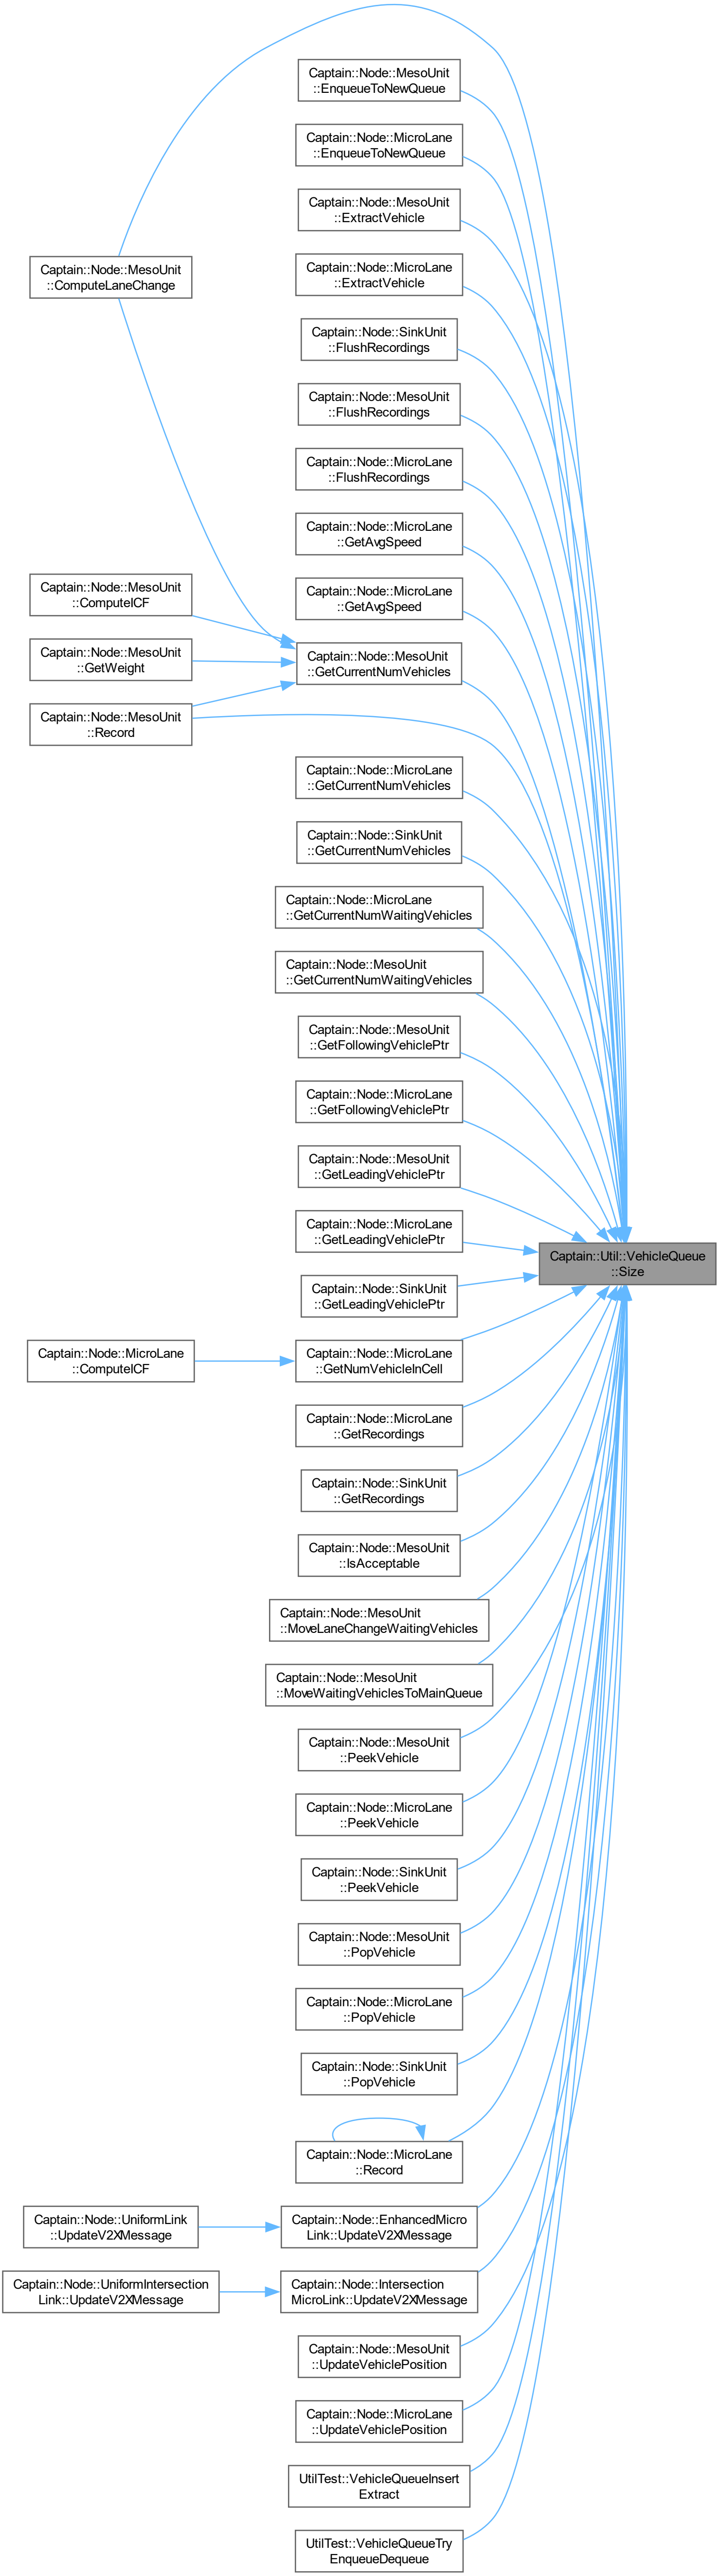 Captain::Node::MesoUnit
::EnqueueToNewQueue
Captain::Node::MicroLane
::EnqueueToNewQueue
Captain::Node::MesoUnit
::ExtractVehicle
Captain::Node::MesoUnit
::ComputeLaneChange
Captain::Node::MicroLane
::ExtractVehicle
Captain::Node::SinkUnit
::FlushRecordings
Captain::Node::MesoUnit
::FlushRecordings
Captain::Node::MicroLane
::FlushRecordings
Captain::Node::MicroLane
::GetAvgSpeed
Captain::Node::MesoUnit
::ComputeICF
Captain::Node::MicroLane
::GetAvgSpeed
Captain::Node::MesoUnit
::GetWeight
Captain::Node::MesoUnit
::GetCurrentNumVehicles
Captain::Node::MesoUnit
::Record
Captain::Node::MicroLane
::GetCurrentNumVehicles
Captain::Node::SinkUnit
::GetCurrentNumVehicles
Captain::Node::MicroLane
::GetCurrentNumWaitingVehicles
Captain::Node::MesoUnit
::GetCurrentNumWaitingVehicles
Captain::Node::MesoUnit
::GetFollowingVehiclePtr
Captain::Node::MicroLane
::GetFollowingVehiclePtr
Captain::Node::MesoUnit
::GetLeadingVehiclePtr
Captain::Node::MicroLane
::GetLeadingVehiclePtr
Captain::Util::VehicleQueue
::Size
Captain::Node::SinkUnit
::GetLeadingVehiclePtr
Captain::Node::MicroLane
::ComputeICF
Captain::Node::MicroLane
::GetNumVehicleInCell
Captain::Node::MicroLane
::GetRecordings
Captain::Node::SinkUnit
::GetRecordings
Captain::Node::MesoUnit
::IsAcceptable
Captain::Node::MesoUnit
::MoveLaneChangeWaitingVehicles
Captain::Node::MesoUnit
::MoveWaitingVehiclesToMainQueue
Captain::Node::MesoUnit
::PeekVehicle
Captain::Node::MicroLane
::PeekVehicle
Captain::Node::SinkUnit
::PeekVehicle
Captain::Node::MesoUnit
::PopVehicle
Captain::Node::MicroLane
::PopVehicle
Captain::Node::SinkUnit
::PopVehicle
Captain::Node::MicroLane
::Record
Captain::Node::UniformLink
::UpdateV2XMessage
Captain::Node::EnhancedMicro
Link::UpdateV2XMessage
Captain::Node::UniformIntersection
Link::UpdateV2XMessage
Captain::Node::Intersection
MicroLink::UpdateV2XMessage
Captain::Node::MesoUnit
::UpdateVehiclePosition
Captain::Node::MicroLane
::UpdateVehiclePosition
UtilTest::VehicleQueueInsert
Extract
UtilTest::VehicleQueueTry
EnqueueDequeue